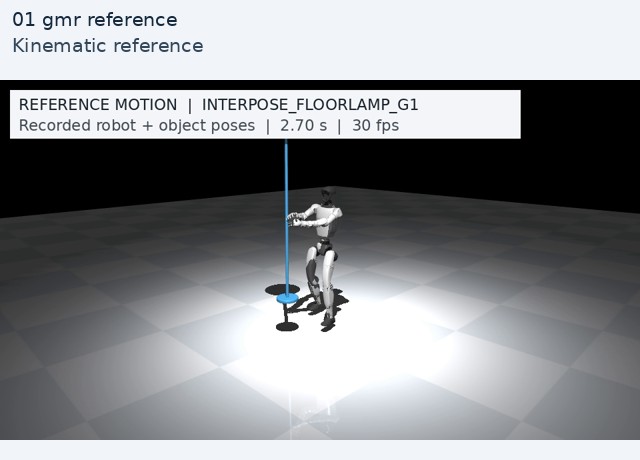 01 gmr reference
Kinematic reference
REFERENCE MOTION | INTERPOSE_FLOORLAMP_G1
Recorded robot + object poses | 2.70 s | 30 fps